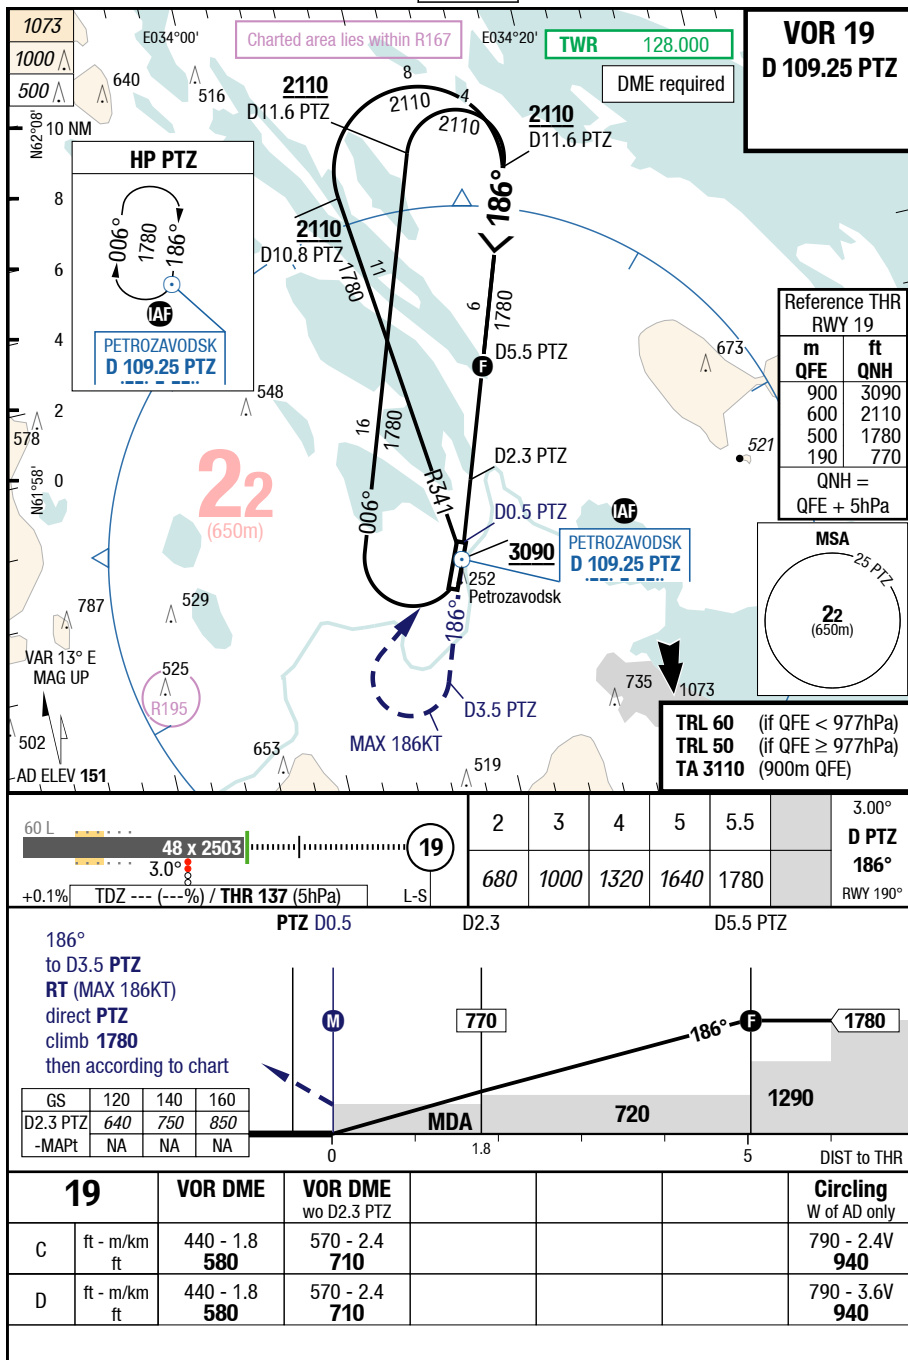 1073
1000
500
E034°00'
Charted area lies within R167
E034°20'
TWR 128.000
DME required
VOR 19
D 109.25 PTZ
640
516
2110
D11.6 PTZ
8
2110
4
2110
2110
D11.6 PTZ
N62°08'
10 NM
8
6
4
2
0
N61°58'
HP PTZ
006°
1780
186°
IAF
PETROZAVODSK
D 109.25 PTZ
2110
D10.8 PTZ
11
1780
186°
6
1780
F
D5.5 PTZ
673
Reference THR
RWY 19
m ft
QFE QNH
900 3090
600 2110
500 1780
190 770
QNH =
QFE + 5hPa
548
578
521
16
1780
22
(650m)
006°
R341
D2.3 PTZ
D0.5 PTZ
IAF
3090
PETROZAVODSK
D 109.25 PTZ
252
Petrozavodsk
MSA
25 PTZ
22
(650m)
787
529
186°
VAR 13° E
MAG UP
525
R195
735
1073
D3.5 PTZ
MAX 186KT
502
653
519
AD ELEV 151
TRL 60 (if QFE < 977hPa)
TRL 50 (if QFE ≥ 977hPa)
TA 3110 (900m QFE)
60 L
48 x 2503
19
3.0°
+0.1% TDZ --- (---%) / THR 137 (5hPa) L-S
2 3 4 5 5.5
680 1000 1320 1640 1780
3.00°
D PTZ
186°
RWY 190°
PTZ D0.5 D2.3 D5.5 PTZ
186°
to D3.5 PTZ
RT (MAX 186KT)
direct PTZ
climb 1780
then according to chart
M
770
186°
F
1780
MDA
720
1290
0 1.8 5 DIST to THR
GS 120 140 160
D2.3 PTZ 640 750 850
-MAPt NA NA NA
19 VOR DME VOR DME Circling
wo D2.3 PTZ W of AD only
C ft - m/km 440 - 1.8 570 - 2.4 790 - 2.4V
ft 580 710 940
D ft - m/km 440 - 1.8 570 - 2.4 790 - 3.6V
ft 580 710 940